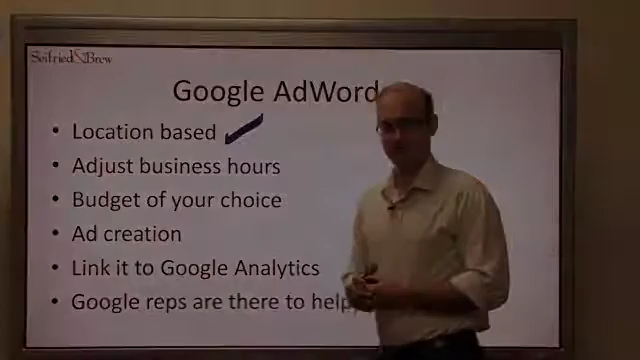 Seifried&Brew
Google AdWord
• Location based
• Adjust business hours
• Budget of your choice
• Ad creation
• Link it to Google Analytics
• Google reps are there to help